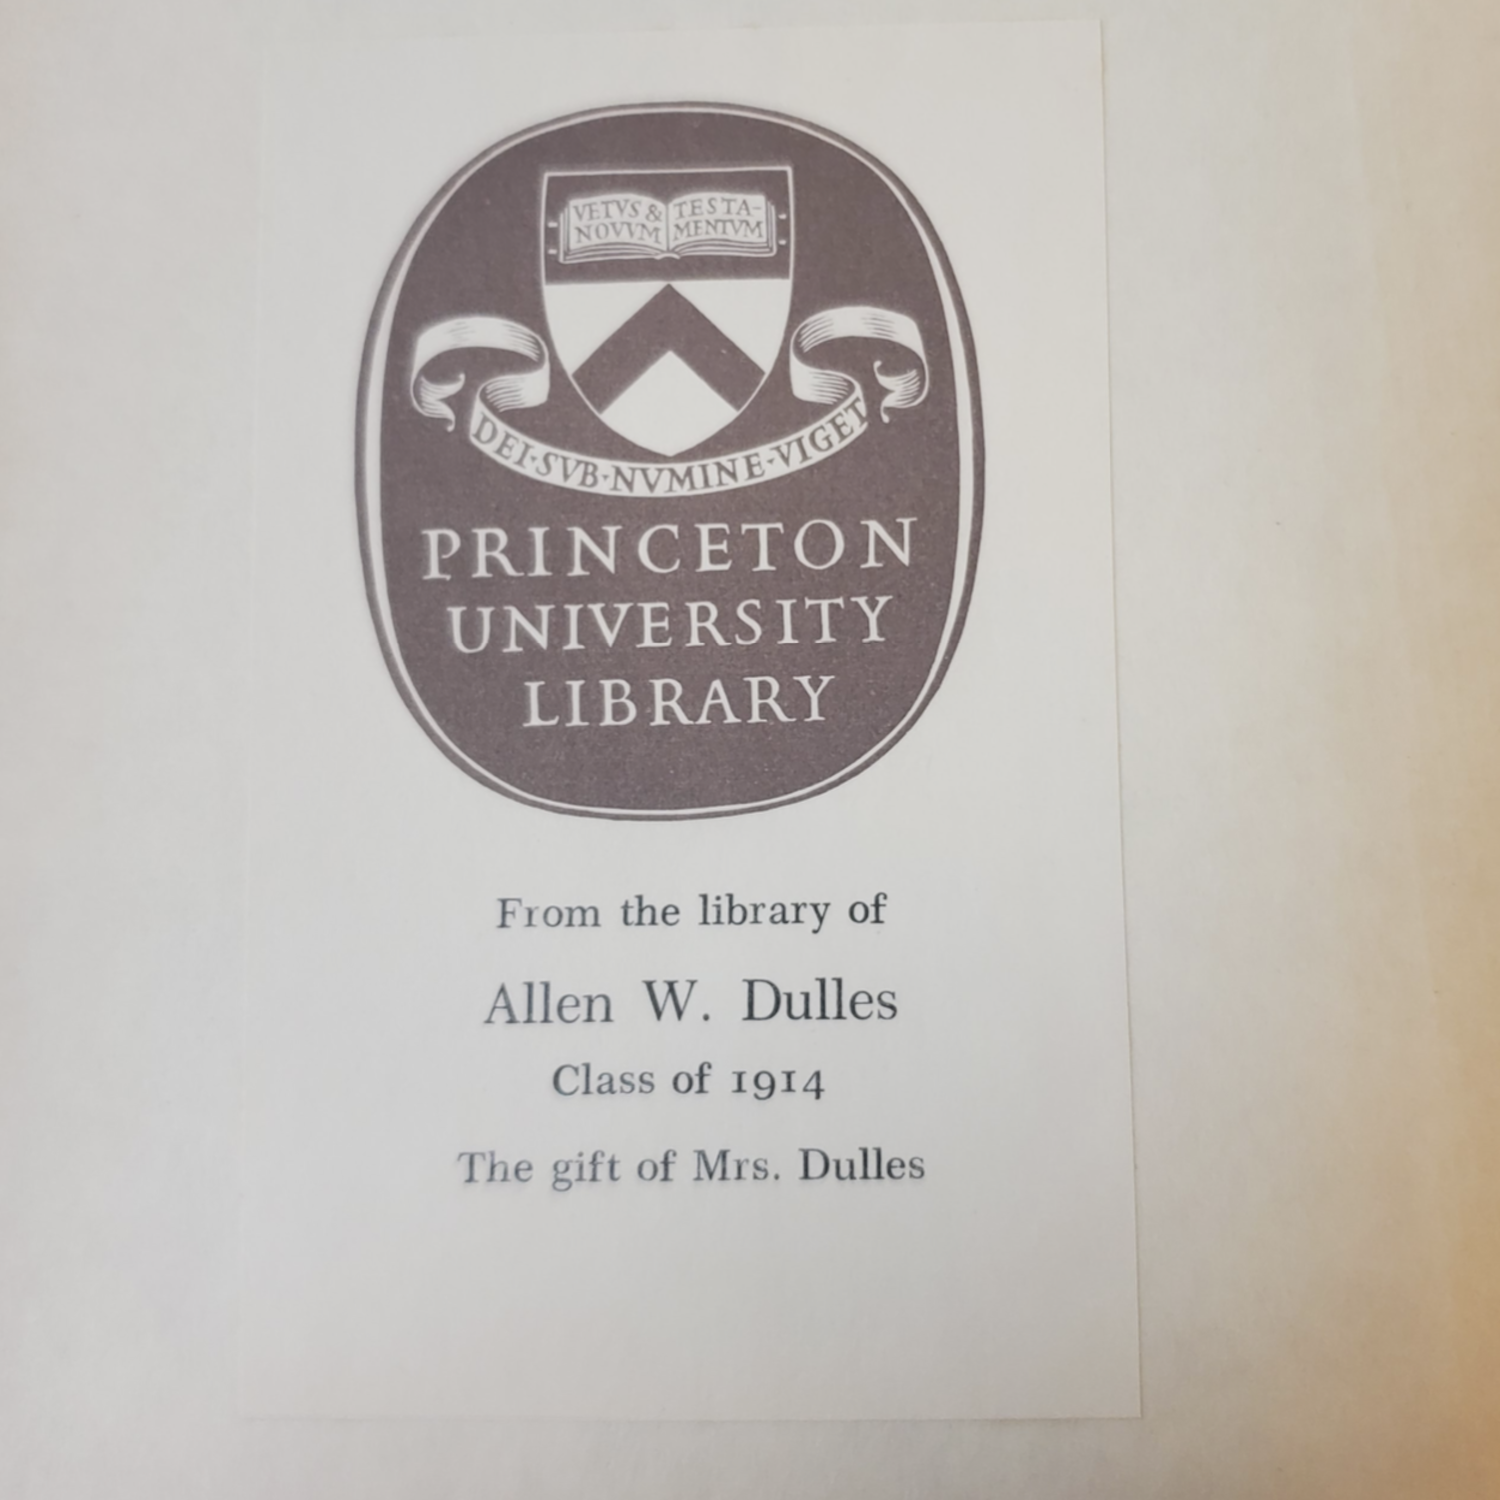 VETVS & TESTA-
NOVVM MENTVM
DEI·SVB·NVMINE·VIGET
PRINCETON
UNIVERSITY
LIBRARY
From the library of
Allen W. Dulles
Class of 1914
The gift of Mrs. Dulles